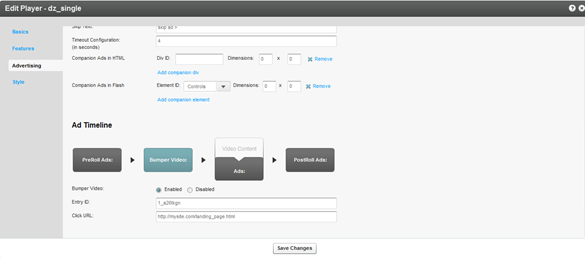 Edit Player - dz_single
Basics
Features
Advertising
Style
Skip Text:
skip ad >
Timeout Configuration:
(in seconds)
4
Companion Ads in HTML
Div ID:
Dimensions: 0 x 0
Remove
Add companion div
Companion Ads in Flash
Element ID: Controls
Dimensions: 0 x 0
Remove
Add companion element
Ad Timeline
PreRoll Ads:
Bumper Video:
Video Content
Ads:
PostRoll Ads:
Bumper Video:
Enabled
Disabled
Entry ID:
Click URL:
http://mysite.com/landing_page.html
Save Changes